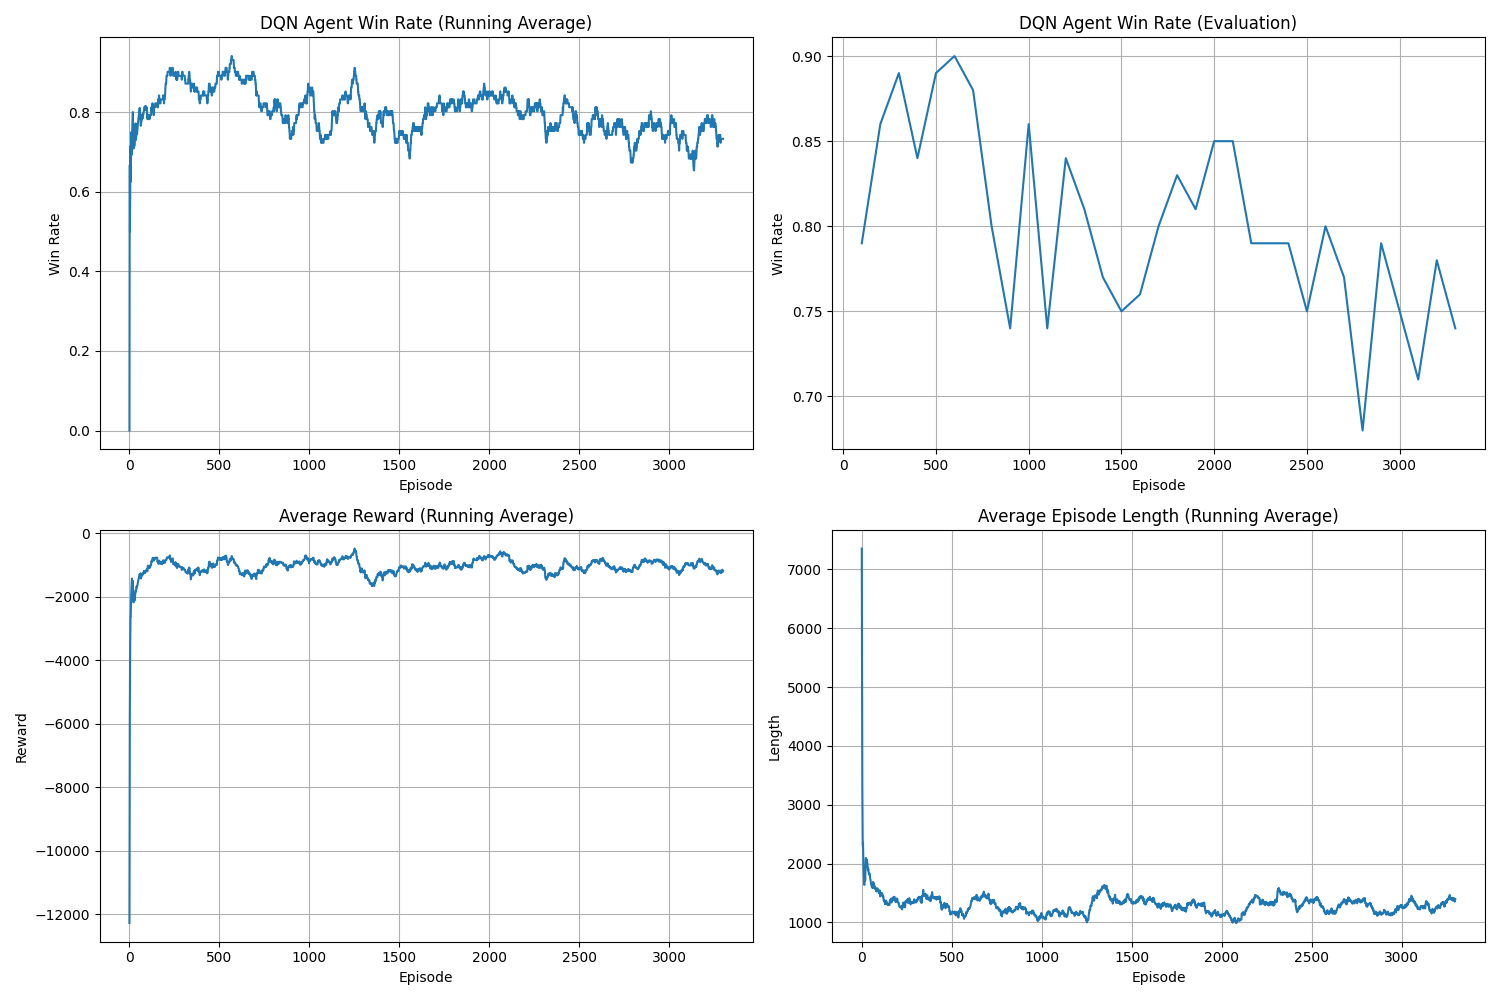 DQN Agent Win Rate (Running Average)
Win Rate
0.8
0.6
0.4
0.2
0.0
0 500 1000 1500 2000 2500 3000
Episode
DQN Agent Win Rate (Evaluation)
Win Rate
0.90
0.85
0.80
0.75
0.70
0 500 1000 1500 2000 2500 3000
Episode
Average Reward (Running Average)
Reward
0
−2000
−4000
−6000
−8000
−10000
−12000
0 500 1000 1500 2000 2500 3000
Episode
Average Episode Length (Running Average)
Length
7000
6000
5000
4000
3000
2000
1000
0 500 1000 1500 2000 2500 3000
Episode